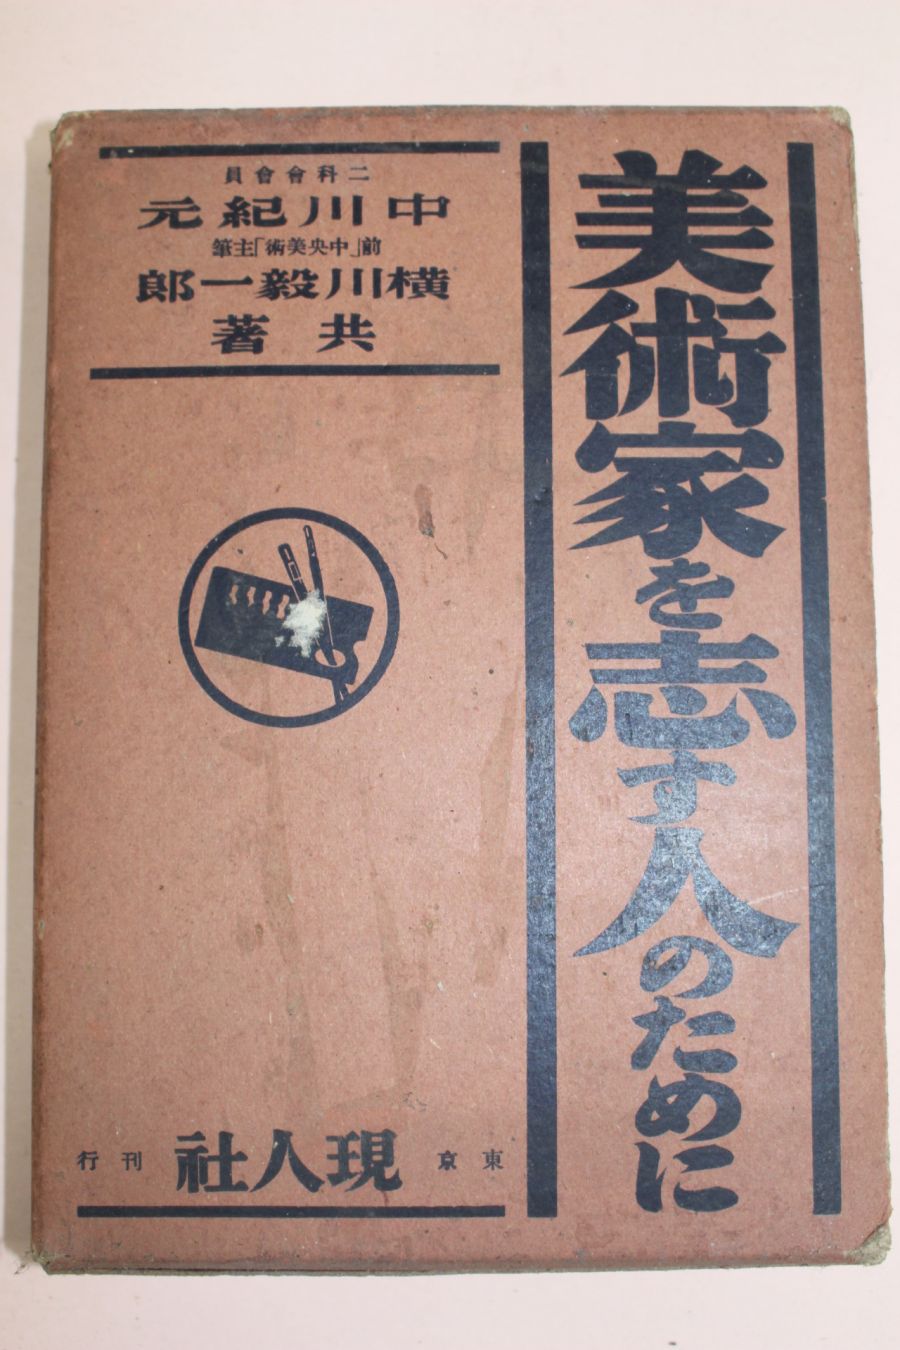 美術家を志す人のために
二科會會員
中川紀元
前「中央美術」主筆
横川毅一郎
共著
東京 現人社 刊行